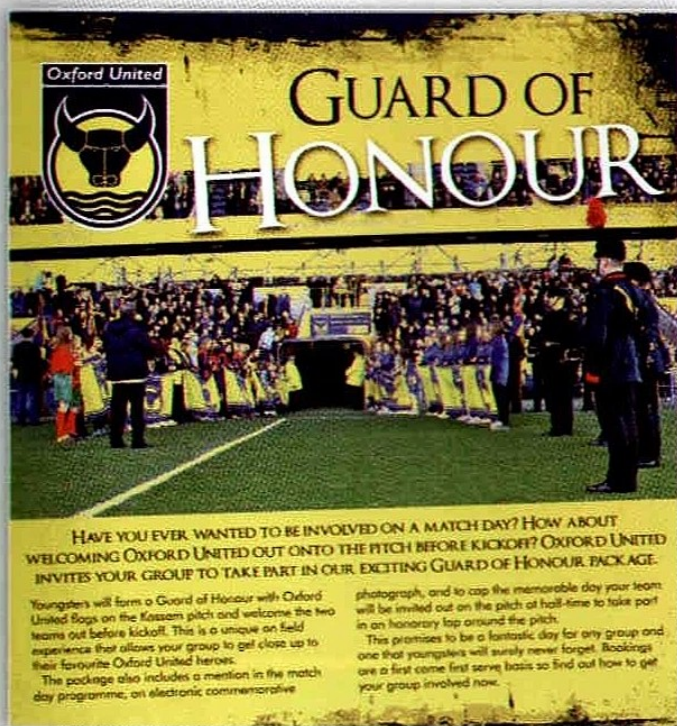 Oxford United
GUARD OF
HONOUR
HAVE YOU EVER WANTED TO BE INVOLVED ON A MATCH DAY? HOW ABOUT
WELCOMING OXFORD UNITED OUT ONTO THE PITCH BEFORE KICKOFF? OXFORD UNITED
INVITES YOUR GROUP TO TAKE PART IN OUR EXCITING GUARD OF HONOUR PACKAGE.
Youngsters will form a Guard of Honour with Oxford
United flags on the Kassam pitch and welcome the two
teams out before kickoff. This is a unique on field
experience that allows your group to get close up to
their favourite Oxford United heroes.
The package also includes a mention in the match
day programme, an electronic commemorative
photograph, and to cap the memorable day your team
will be invited out on the pitch at half-time to take part
in an honorary lap around the pitch.
This promises to be a fantastic day for any group and
one that youngsters will surely never forget. Bookings
are a first come first serve basis so find out how to get
your group involved now.